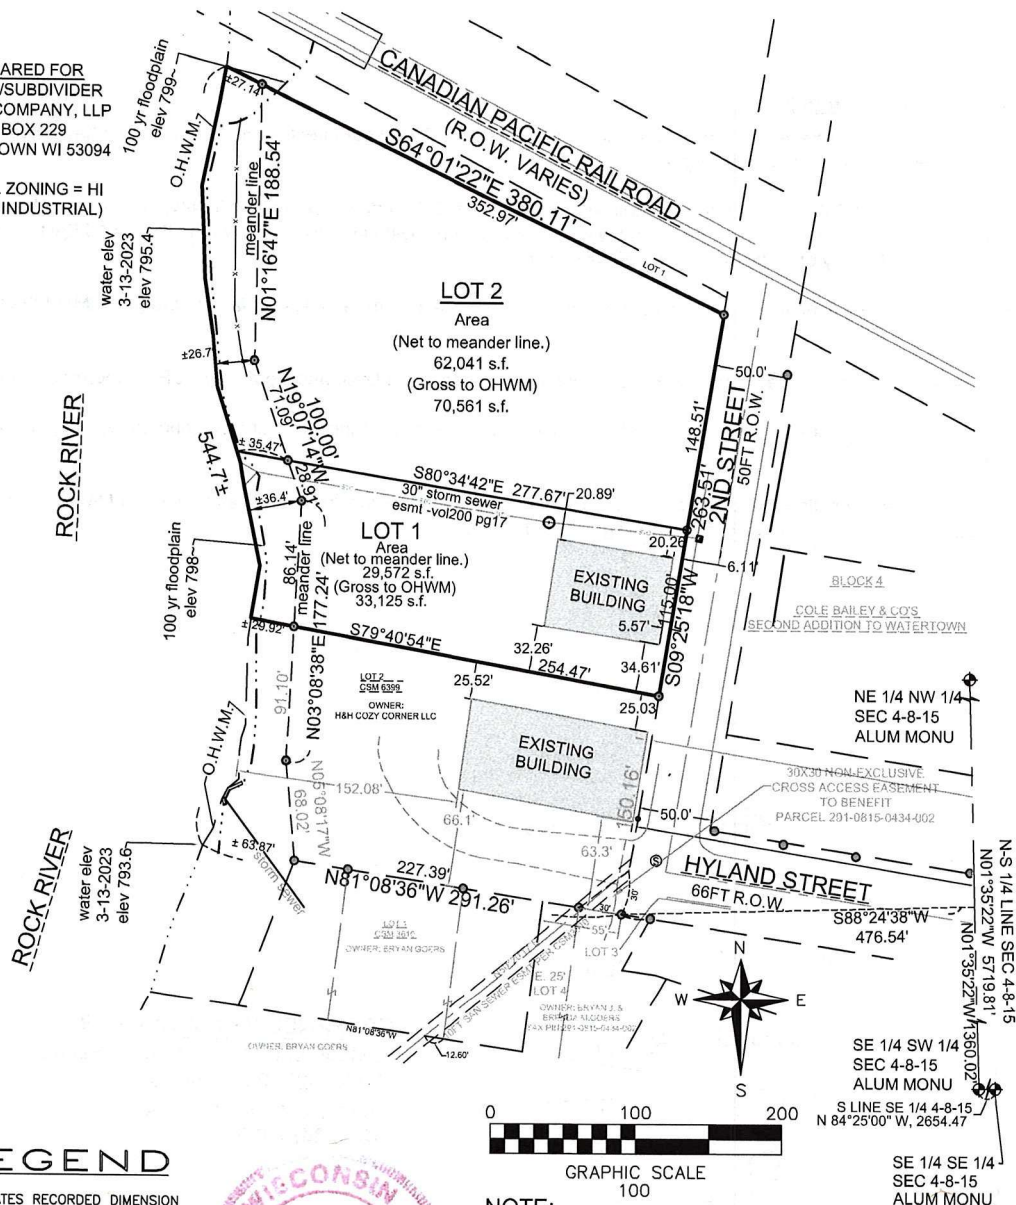 ARED FOR
/SUBDIVIDER
COMPANY, LLP
BOX 229
OWN WI 53094
ZONING = HI
INDUSTRIAL)
100 yr floodplain
elev 799
O.H.W.M.
±27.14'
CANADIAN PACIFIC RAILROAD
(R.O.W. VARIES)
S64°01'22"E 380.11'
352.97'
LOT 1
meander line
N01°16'47"E 188.54'
water elev
3-13-2023
elev 795.4
LOT 2
Area
(Net to meander line.)
62,041 s.f.
(Gross to OHWM)
70,561 s.f.
±26.7'
50.0'
2ND STREET
50FT R.O.W.
148.51'
263.51'
N19°07'14"W 100.00'
71.09'
28.91'
ROCK RIVER
544.7'±
± 35.47'
±36.4'
S80°34'42"E 277.67'
20.89'
30" storm sewer
esmt -vol200 pg17
20.26
6.11'
LOT 1
Area
(Net to meander line.)
29,572 s.f.
(Gross to OHWM)
33,125 s.f.
86.14'
meander line
100 yr floodplain
elev 798
EXISTING
BUILDING
5.57'
115.00'
S09°25'18"W
BLOCK 4
COLE BAILEY & CO'S
SECOND ADDITION TO WATERTOWN
± 29.92'
S79°40'54"E
254.47'
32.26'
34.61'
25.52'
25.03
N03°08'38"E 177.24'
91.10'
LOT 2
CSM 6399
OWNER:
H&H COZY CORNER LLC
NE 1/4 NW 1/4
SEC 4-8-15
ALUM MONU
O.H.W.M.
EXISTING
BUILDING
30X30 NON-EXCLUSIVE
CROSS ACCESS EASEMENT
TO BENEFIT
PARCEL 291-0815-0434-002
N05°08'17"W
68.02'
152.08'
66.1'
150.16'
50.0'
63.3'
ROCK RIVER
water elev
3-13-2023
elev 793.6
± 63.87'
storm sewer
227.39'
N81°08'36"W 291.26'
S
HYLAND STREET
66FT R.O.W.
S88°24'38"W
476.54'
N-S 1/4 LINE SEC 4-8-15
N01°35'22"W 5719.81'
N01°35'22"W 1360.02'
30'
30'
55'
LOT 3
OWNER: BRYAN GOERS
E. 25'
LOT 4
N81°08'36"W
OWNER: BRYAN GOERS
12.60'
N
W
E
S
SE 1/4 SW 1/4
SEC 4-8-15
ALUM MONU
S LINE SE 1/4 4-8-15
N 84°25'00" W, 2654.47
SE 1/4 SE 1/4
SEC 4-8-15
ALUM MONU
0 100 200
GRAPHIC SCALE
100
EGEND
ATES RECORDED DIMENSION
WISCONSIN
NOTE: